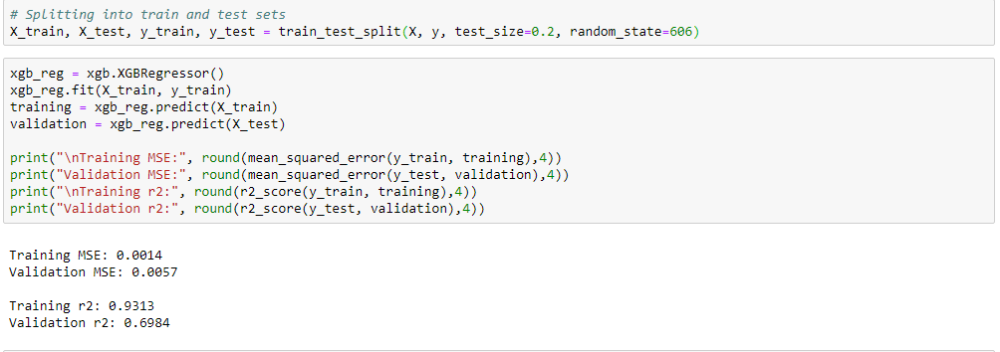 # Splitting into train and test sets
X_train, X_test, y_train, y_test = train_test_split(X, y, test_size=0.2, random_state=606)
xgb_reg = xgb.XGBRegressor()
xgb_reg.fit(X_train, y_train)
training = xgb_reg.predict(X_train)
validation = xgb_reg.predict(X_test)
print("\nTraining MSE:", round(mean_squared_error(y_train, training),4))
print("Validation MSE:", round(mean_squared_error(y_test, validation),4))
print("\nTraining r2:", round(r2_score(y_train, training),4))
print("Validation r2:", round(r2_score(y_test, validation),4))
Training MSE: 0.0014
Validation MSE: 0.0057
Training r2: 0.9313
Validation r2: 0.6984